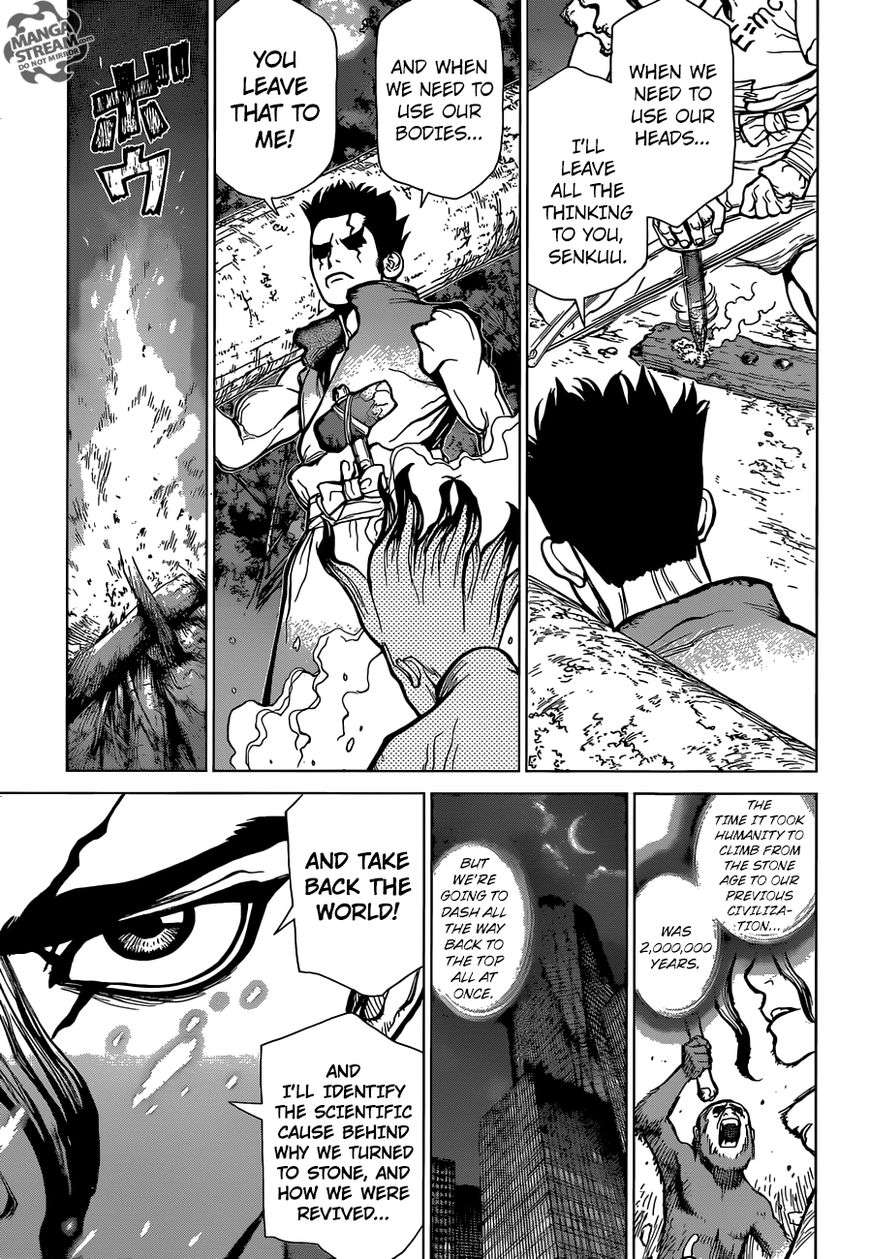 MANGA
STREAM.com
DO NOT MIRROR
E=mc
WHEN WE
NEED TO
USE OUR
HEADS...
I'LL
LEAVE
ALL THE
THINKING
TO YOU,
SENKUU.
AND WHEN
WE NEED TO
USE OUR
BODIES...
YOU
LEAVE
THAT TO
ME!
ボウ
THE
TIME IT TOOK
HUMANITY TO
CLIMB FROM
THE STONE
AGE TO OUR
PREVIOUS
CIVILIZA-
-TION...
WAS
2,000,000
YEARS.
BUT
WE'RE
GOING TO
DASH ALL
THE WAY
BACK TO
THE TOP
ALL AT
ONCE.
AND TAKE
BACK THE
WORLD!
AND
I'LL IDENTIFY
THE SCIENTIFIC
CAUSE BEHIND
WHY WE TURNED
TO STONE, AND
HOW WE WERE
REVIVED...